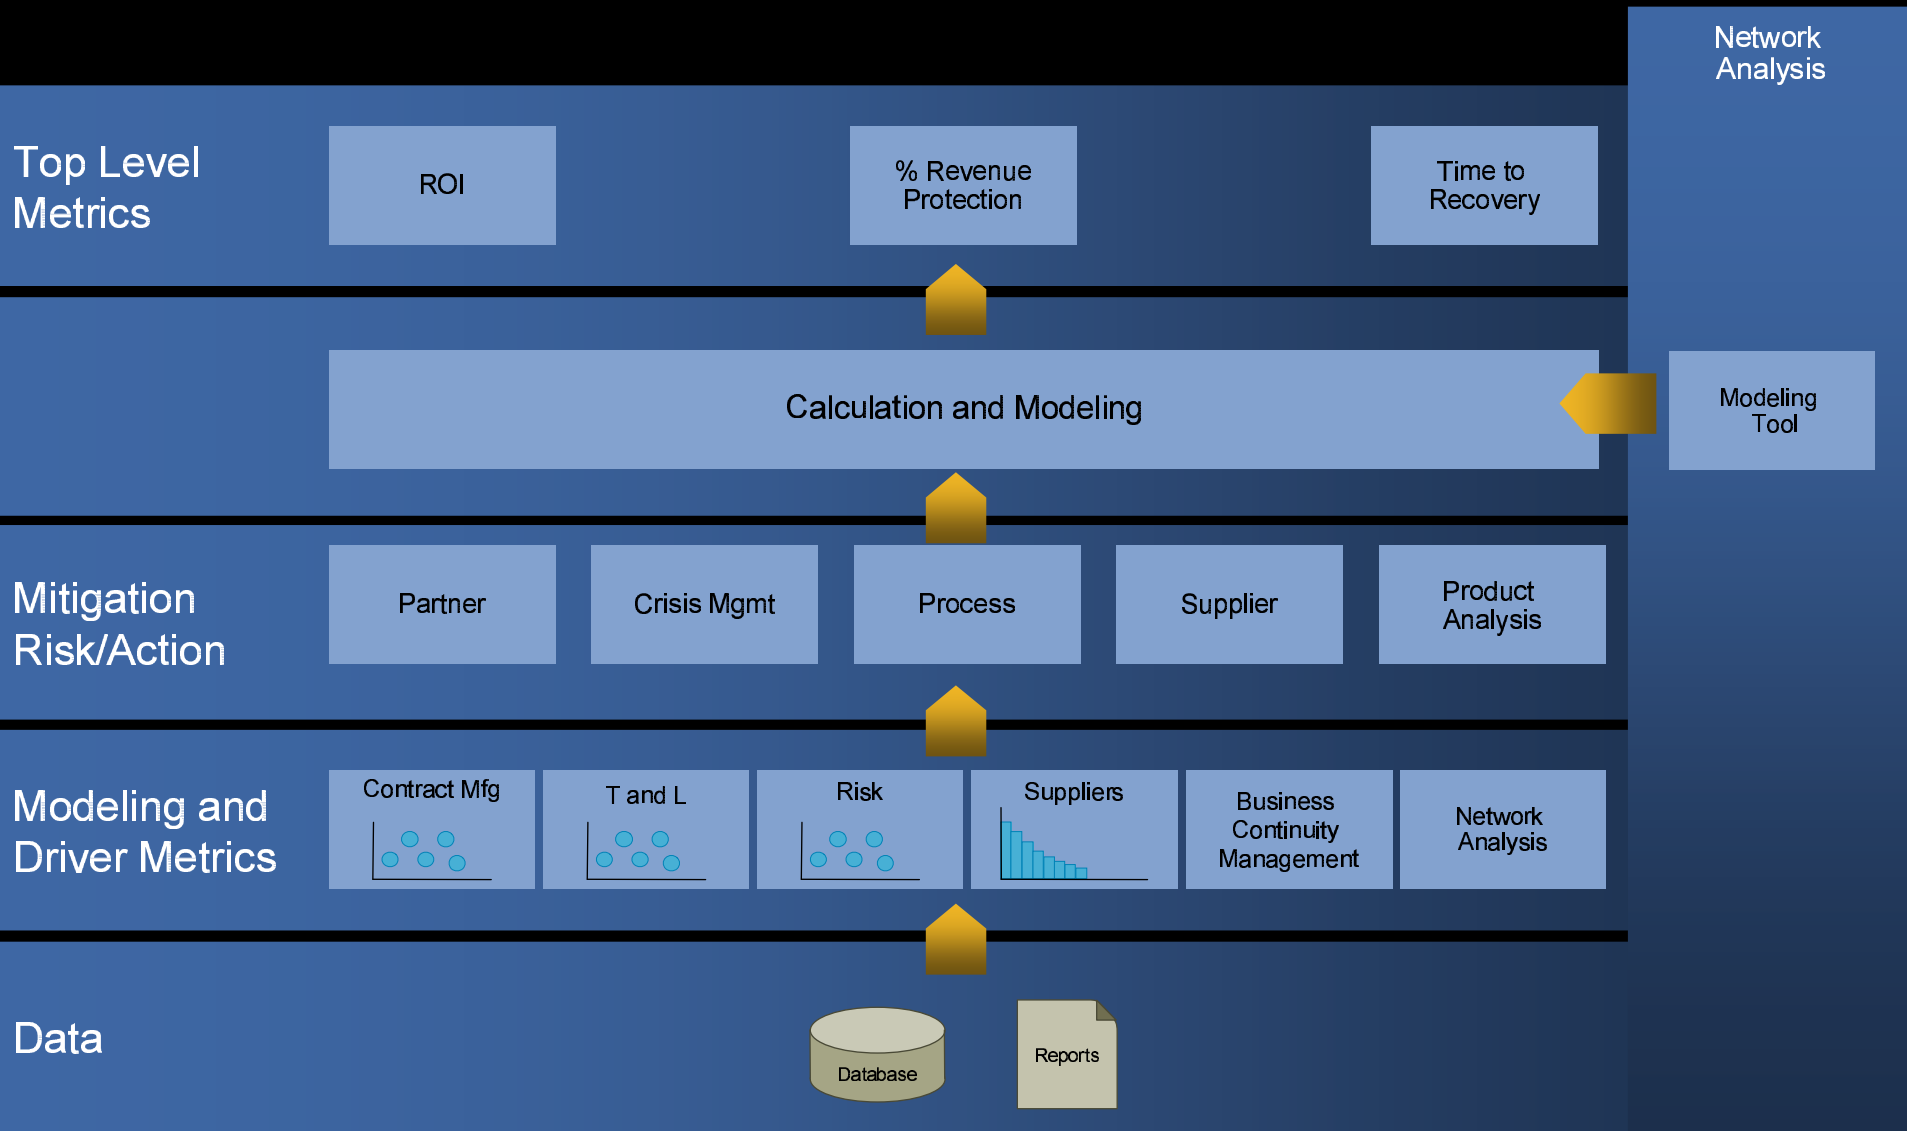 Network
Analysis
Top Level
Metrics
ROI
% Revenue
Protection
Time to
Recovery
Calculation and Modeling
Modeling
Tool
Mitigation
Risk/Action
Partner
Crisis Mgmt
Process
Supplier
Product
Analysis
Modeling and
Driver Metrics
Contract Mfg
T and L
Risk
Suppliers
Business
Continuity
Management
Network
Analysis
Data
Database
Reports